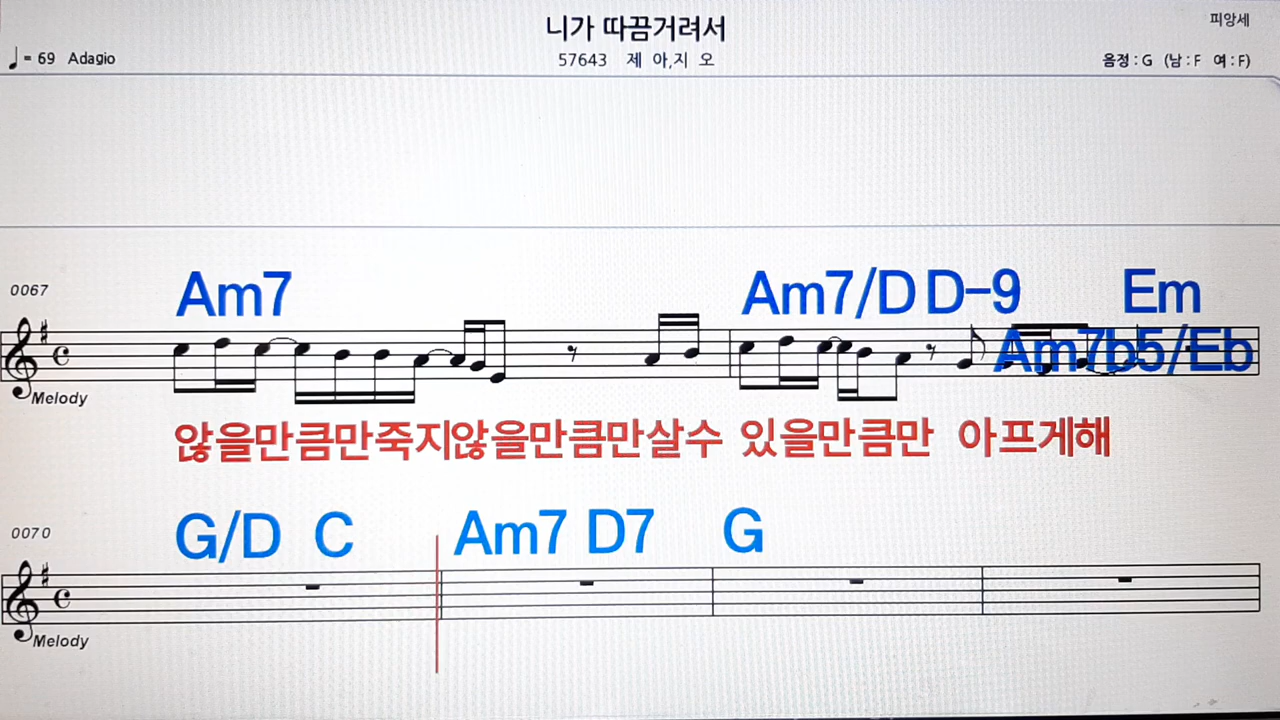 니가 따끔거려서
피앙세
♩= 69 Adagio
57643 제 아,지 오
음정 : G (남 : F 여 : F)
0067
Am7 Am7/D D-9 Em
Am7b5/Eb
Melody
않을만큼만죽지않을만큼만살수 있을만큼만 아프게해
0070
G/D C Am7 D7 G
Melody